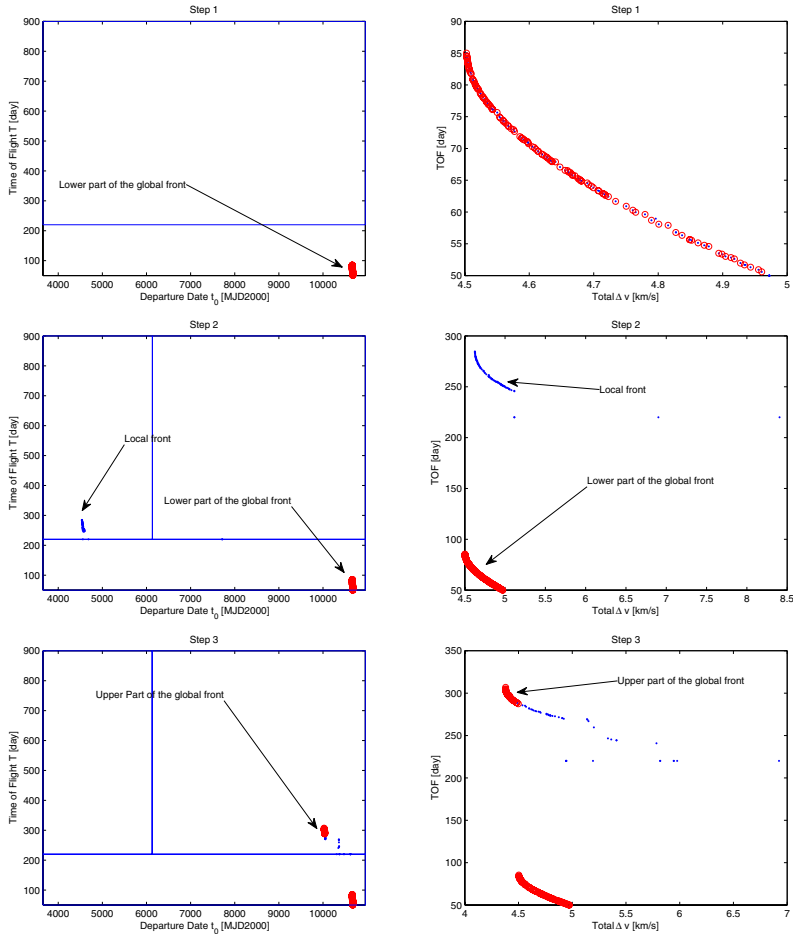 Step 1
900
800
700
600
500
400
300
200
100
Time of Flight T [day]
Lower part of the global front
4000 5000 6000 7000 8000 9000 10000
Departure Date t0 [MJD2000]
Step 1
90
85
80
75
70
65
60
55
50
TOF [day]
4.5 4.6 4.7 4.8 4.9 5
Total Δ v [km/s]
Step 2
900
800
700
600
500
400
300
200
100
Time of Flight T [day]
Local front
Lower part of the global front
4000 5000 6000 7000 8000 9000 10000
Departure Date t0 [MJD2000]
Step 2
300
250
200
150
100
50
TOF [day]
Local front
Lower part of the global front
4.5 5 5.5 6 6.5 7 7.5 8 8.5
Total Δ v [km/s]
Step 3
900
800
700
600
500
400
300
200
100
Time of Flight T [day]
Upper Part of the global front
4000 5000 6000 7000 8000 9000 10000
Departure Date t0 [MJD2000]
Step 3
350
300
250
200
150
100
50
TOF [day]
Upper part of the global front
4 4.5 5 5.5 6 6.5 7
Total Δ v [km/s]